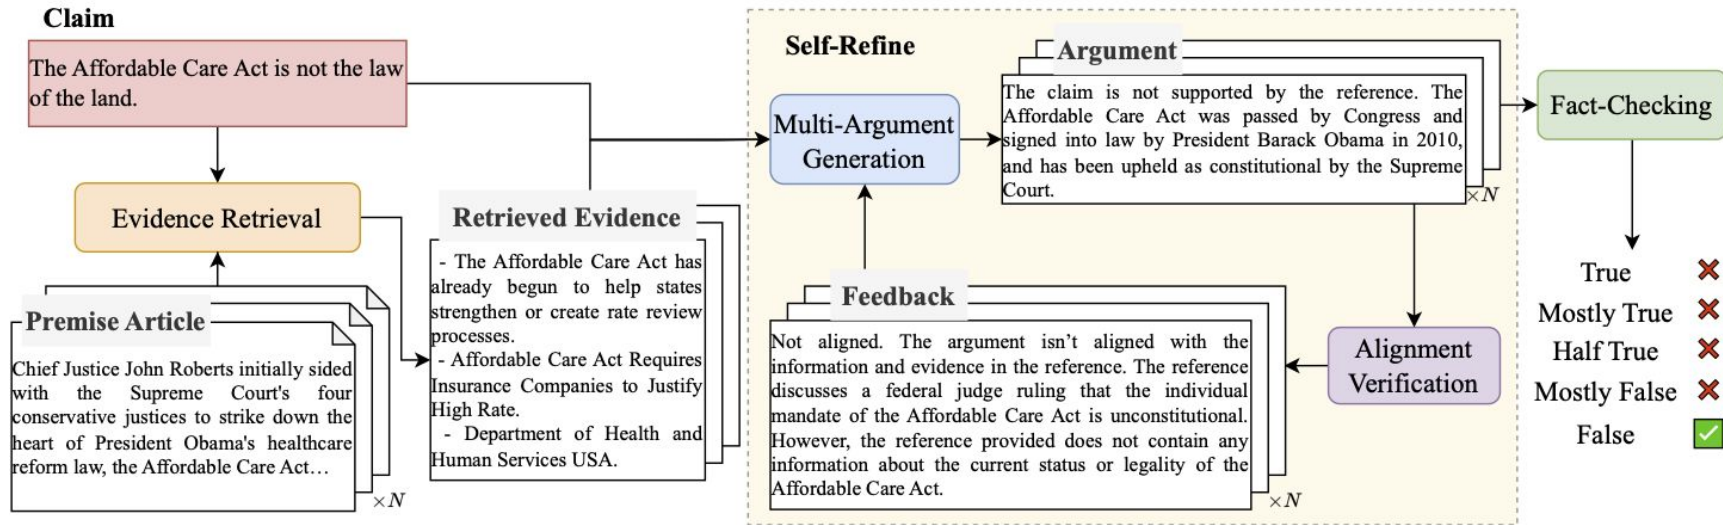 Claim
The Affordable Care Act is not the law
of the land.
Evidence Retrieval
Premise Article
Chief Justice John Roberts initially sided
with the Supreme Court's four
conservative justices to strike down the
heart of President Obama's healthcare
reform law, the Affordable Care Act…
×N
Retrieved Evidence
- The Affordable Care Act has
already begun to help states
strengthen or create rate review
processes.
- Affordable Care Act Requires
Insurance Companies to Justify
High Rate.
- Department of Health and
Human Services USA.
Self-Refine
Multi-Argument
Generation
Argument
The claim is not supported by the reference. The
Affordable Care Act was passed by Congress and
signed into law by President Barack Obama in 2010,
and has been upheld as constitutional by the Supreme
Court.
×N
Feedback
Not aligned. The argument isn't aligned with the
information and evidence in the reference. The reference
discusses a federal judge ruling that the individual
mandate of the Affordable Care Act is unconstitutional.
However, the reference provided does not contain any
information about the current status or legality of the
Affordable Care Act.
×N
Alignment
Verification
Fact-Checking
True
Mostly True
Half True
Mostly False
False